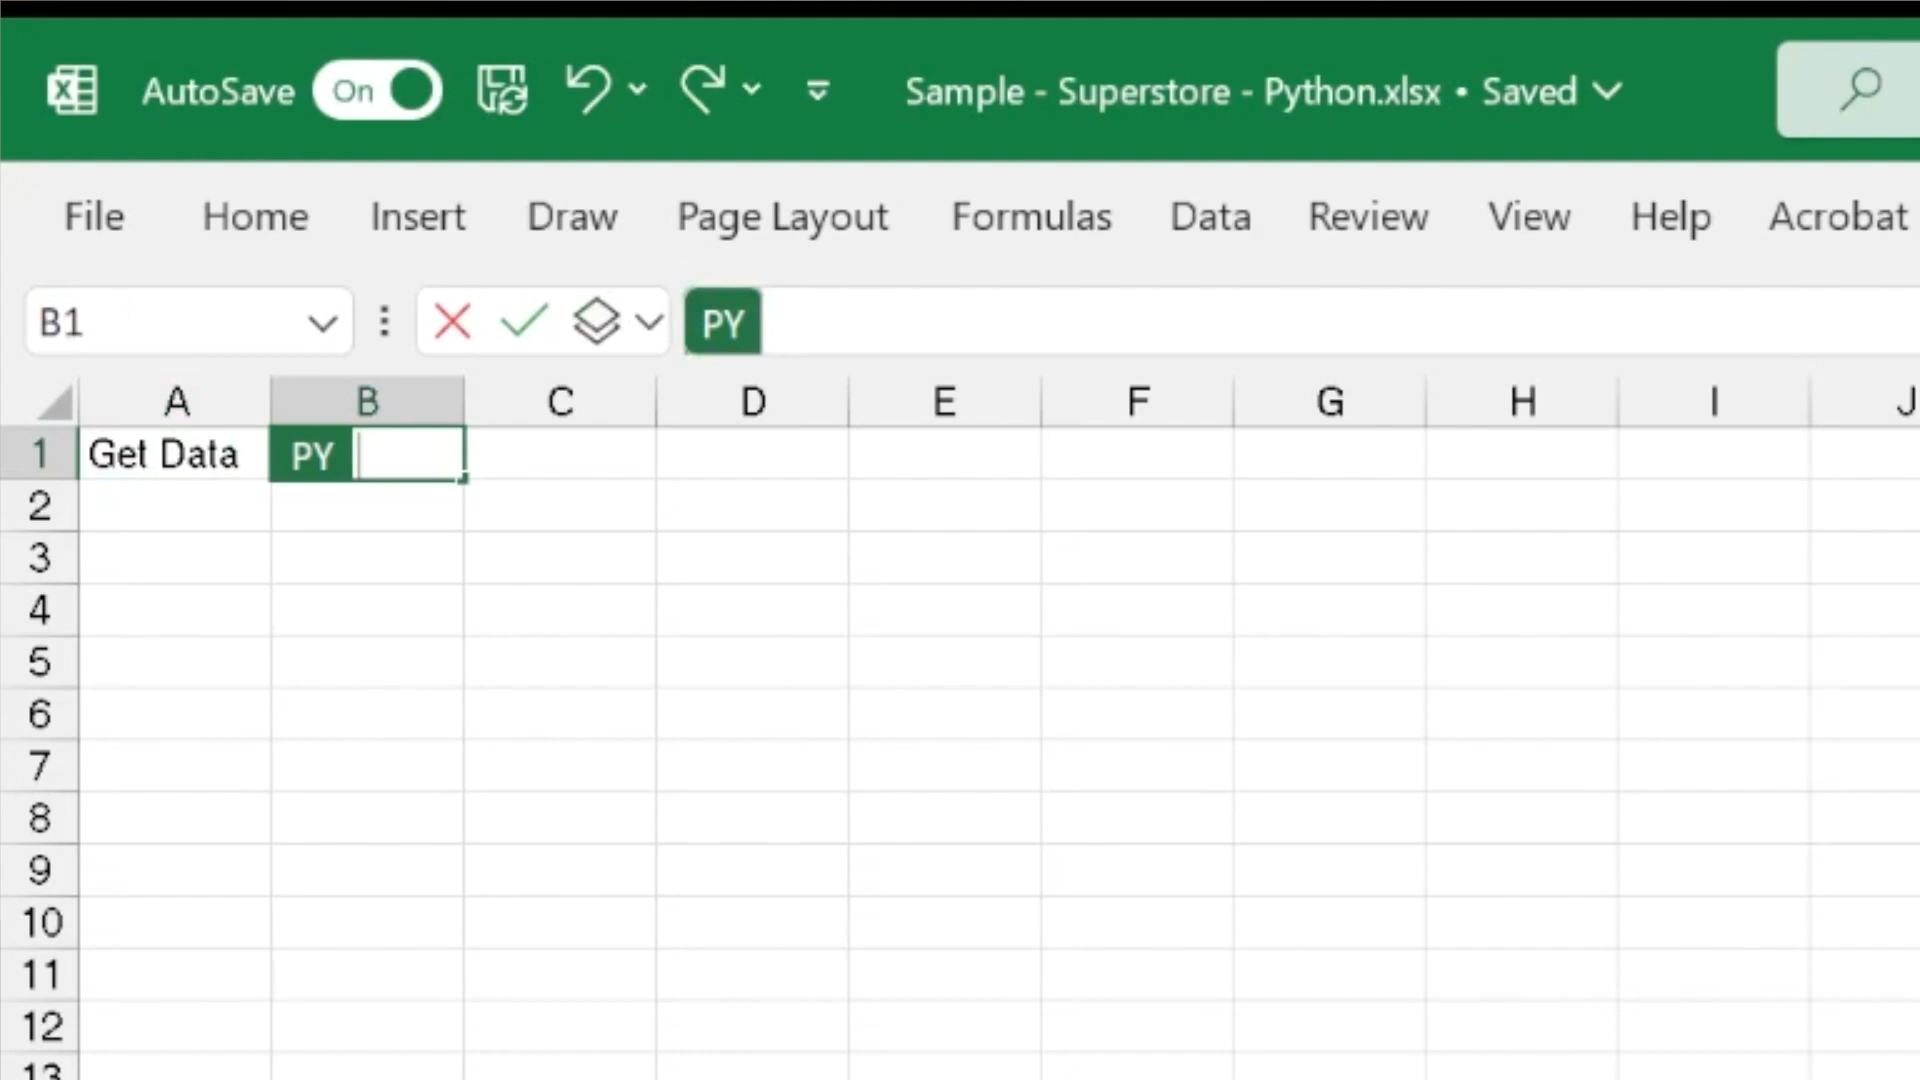 AutoSave On Sample - Superstore - Python.xlsx • Saved
File Home Insert Draw Page Layout Formulas Data Review View Help Acrobat
B1 PY
A B C D E F G H I J
1 Get Data PY
2
3
4
5
6
7
8
9
10
11
12
13